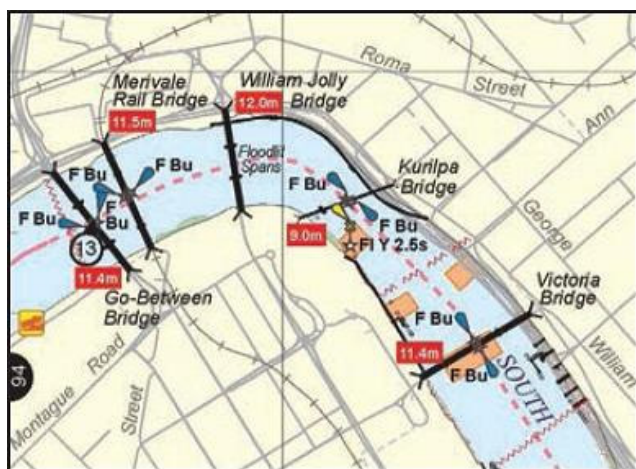 Merivale
Rail Bridge
11.5m
William Jolly
Bridge
12.0m
Roma
Street
Ann
Floodlit
Spans
Kurilpa
Bridge
F Bu
F Bu
F Bu
F Bu
F Bu
13
11.4m
Go-Between
Bridge
9.0m
Fl Y 2.5s
George
Victoria
Bridge
F Bu
11.4m
F Bu
SOUTH
William
94
Montague
Road
Street